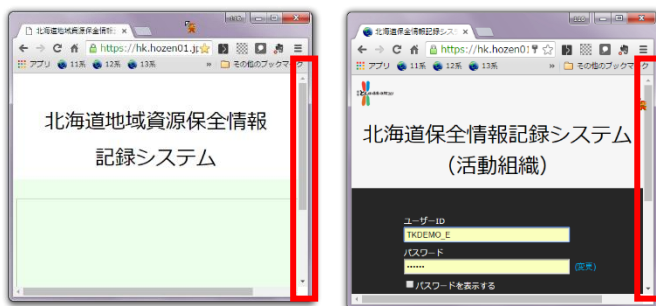 北海道地域資源保全情報
https://hk.hozen01.jp
アプリ 11系 12系 13系 » その他のブックマーク
北海道地域資源保全情報
記録システム
北海道保全情報記録シス
https://hk.hozen01
アプリ 11系 12系 13系 » その他のブックマーク
北海道保全情報記録システム
(活動組織)
ユーザーID
TKDEMO_E
パスワード
••••••
(変更)
パスワードを表示する